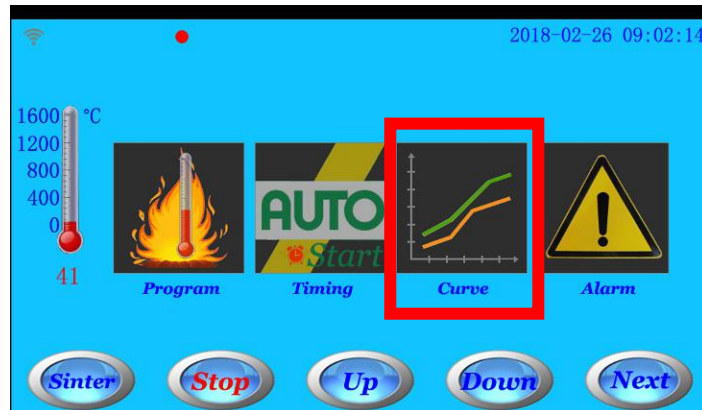 2018-02-26 09:02:14
1600 °C
1200
800
400
0
41
AUTO
Start
Program Timing Curve Alarm
Sinter Stop Up Down Next